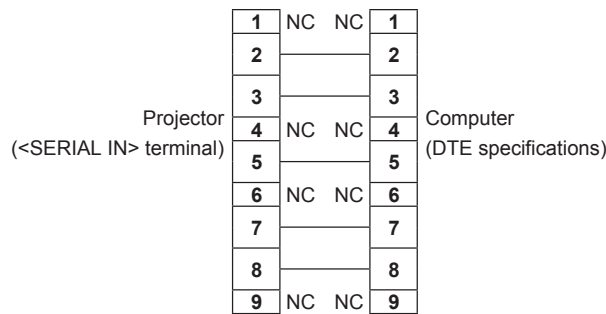 1 NC NC 1
2 2
3 3
Projector
(<SERIAL IN> terminal)
4 NC NC 4
Computer
(DTE specifications)
5 5
6 NC NC 6
7 7
8 8
9 NC NC 9